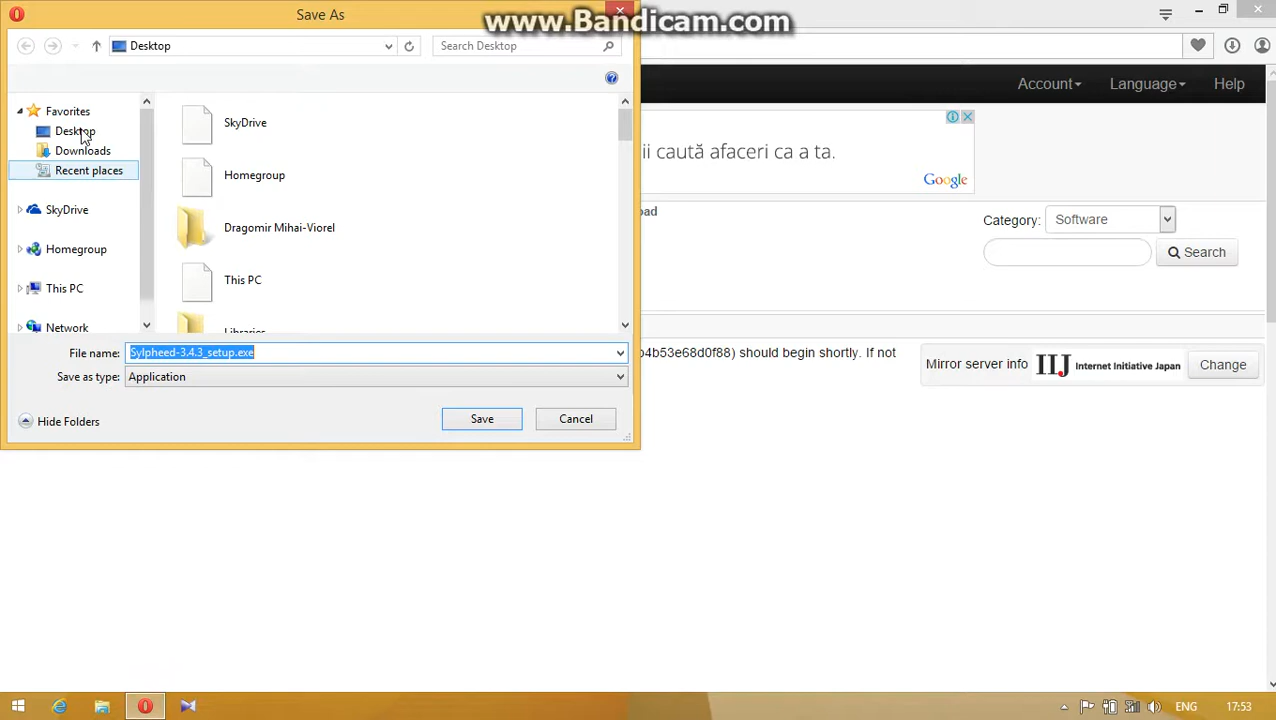 Save As
www.Bandicam.com
Desktop
Search Desktop
Account
Language
Help
Favorites
Desktop
Downloads
Recent places
SkyDrive
Homegroup
This PC
Network
SkyDrive
Homegroup
Dragomir Mihai-Viorel
This PC
Libraries
ii caută afaceri ca a ta.
Google
oad
Category:
Software
Search
File name:
Sylpheed-3.4.3_setup.exe
Save as type:
Application
Hide Folders
Save
Cancel
b4b53e68d0f88) should begin shortly. If not
Mirror server info
IIJ Internet Initiative Japan
Change
ENG
17:53